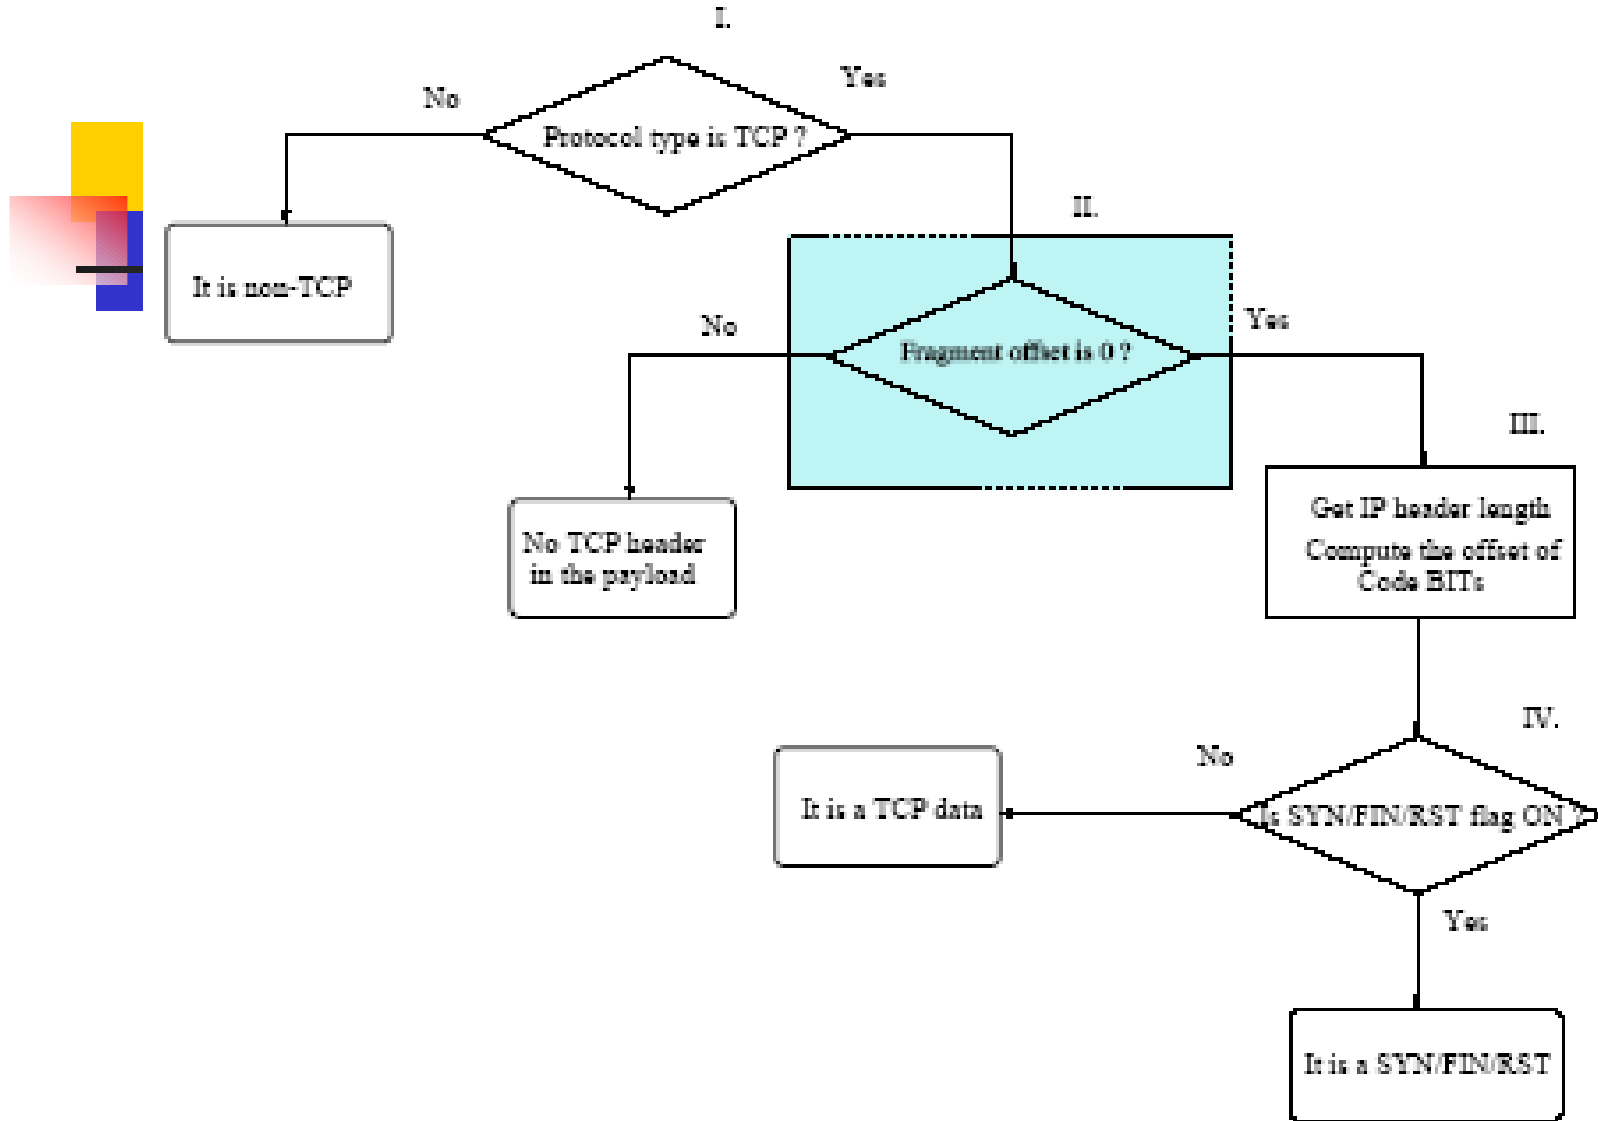 I.
No
Yes
Protocol type is TCP ?
It is non-TCP
II.
No
Yes
Fragment offset is 0 ?
III.
Get IP header length
Compute the offset of
Code BITs
No TCP header
in the payload
IV.
No
It is a TCP data
Is SYN/FIN/RST flag ON ?
Yes
It is a SYN/FIN/RST